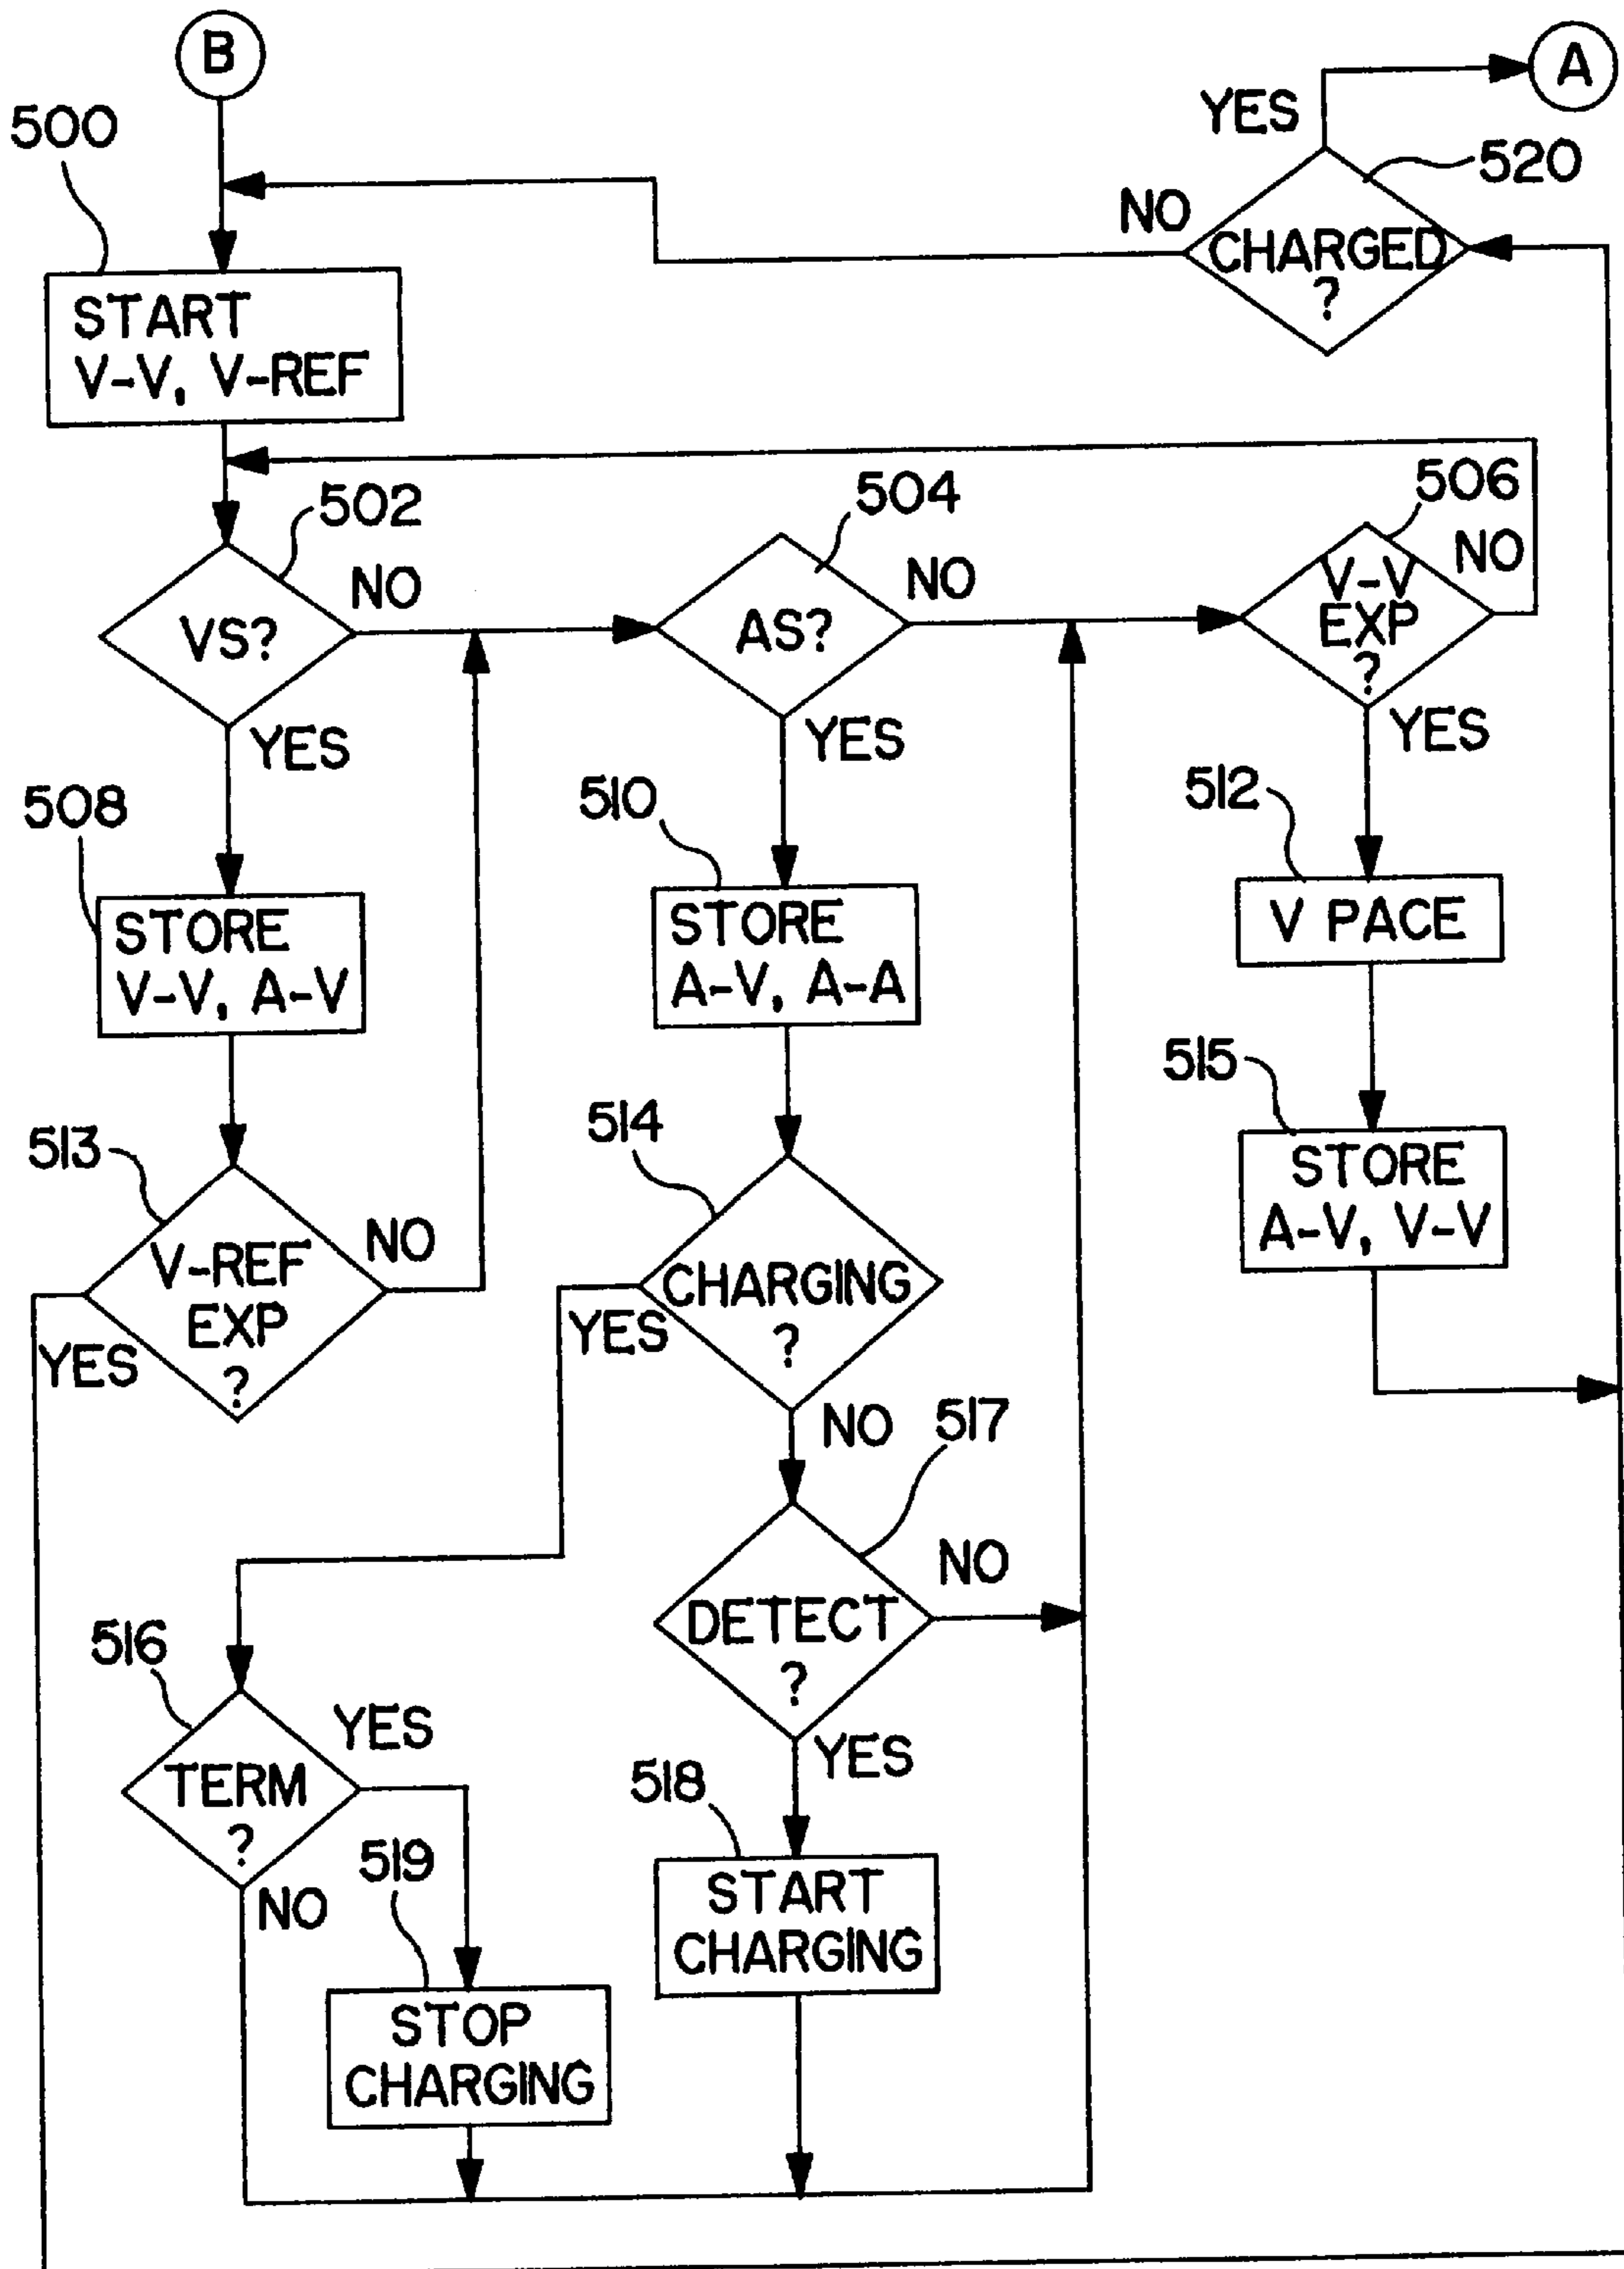 B
A
500
YES
520
NO
CHARGED
?
START
V-V, V-REF
502
504
506
NO
NO
NO
VS?
AS?
V-V
EXP
?
YES
YES
YES
508
510
512
STORE
V-V, A-V
STORE
A-V, A-A
V PACE
513
514
515
STORE
A-V, V-V
NO
V-REF
EXP
?
YES
CHARGING
?
YES
NO
517
NO
DETECT
?
516
YES
TERM
?
YES
518
519
NO
START
CHARGING
STOP
CHARGING